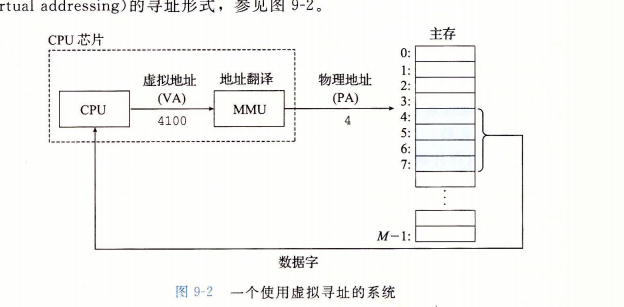 rtual addressing)的寻址形式，参见图 9-2。
CPU 芯片
主存
虚拟地址
(VA)
4100
地址翻译
物理地址
(PA)
4
CPU
MMU
0:
1:
2:
3:
4:
5:
6:
7:
⋮
M−1:
数据字
图 9-2 一个使用虚拟寻址的系统